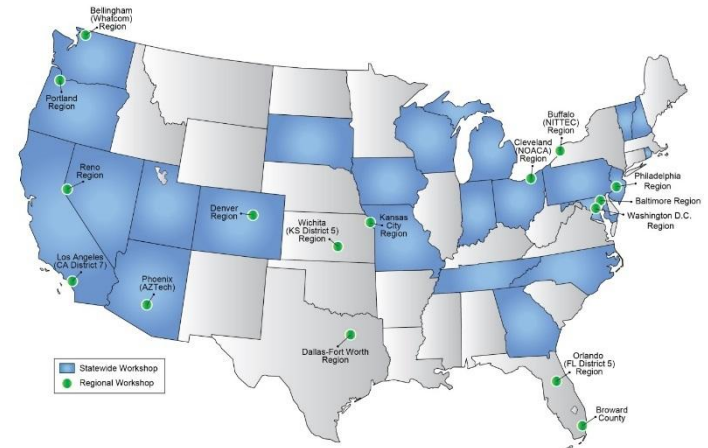 Bellingham
(Whatcom)
Region
Portland
Region
Buffalo
(NITTEC)
Region
Cleveland
(NOACA)
Region
Reno
Region
Philadelphia
Region
Baltimore Region
Washington D.C.
Region
Denver
Region
Wichita
(KS District 5)
Region
Kansas
City
Region
Los Angeles
(CA District 7)
Phoenix
(AZTech)
Dallas-Fort Worth
Region
Orlando
(FL District 5)
Region
Broward
County
Statewide Workshop
Regional Workshop